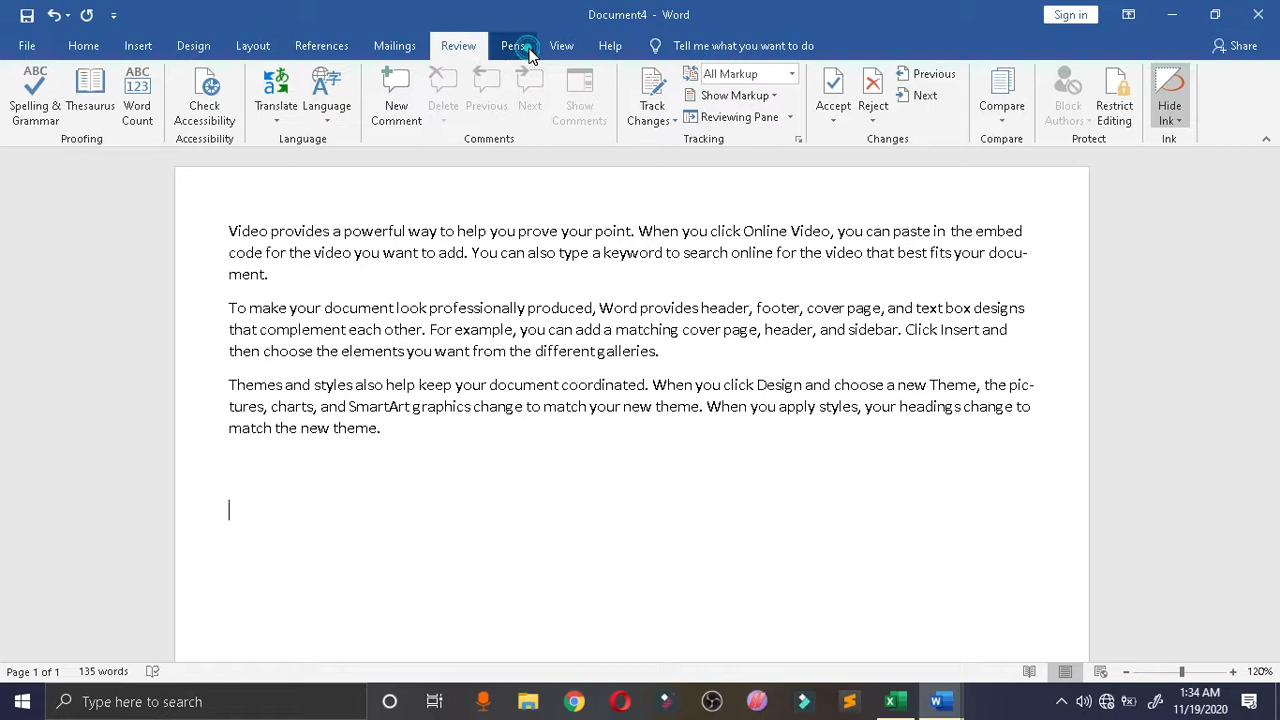 Document4 - Word
Sign in
File Home Insert Design Layout References Mailings Review Pens View Help Tell me what you want to do Share
ABC Spelling & Grammar
Thesaurus
ABC 123 Word Count
Proofing
Check Accessibility
Accessibility
Translate
Language
Language
New Comment
Delete
Previous
Next
Show Comments
Comments
Track Changes
All Markup
Show Markup
Reviewing Pane
Tracking
Accept
Reject
Previous
Next
Changes
Compare
Compare
Block Authors
Restrict Editing
Protect
Hide Ink
Ink
Video provides a powerful way to help you prove your point. When you click Online Video, you can paste in the embed
code for the video you want to add. You can also type a keyword to search online for the video that best fits your docu-
ment.
To make your document look professionally produced, Word provides header, footer, cover page, and text box designs
that complement each other. For example, you can add a matching cover page, header, and sidebar. Click Insert and
then choose the elements you want from the different galleries.
Themes and styles also help keep your document coordinated. When you click Design and choose a new Theme, the pic-
tures, charts, and SmartArt graphics change to match your new theme. When you apply styles, your headings change to
match the new theme.
Page 1 of 1 135 words 120%
Type here to search
1:34 AM
11/19/2020